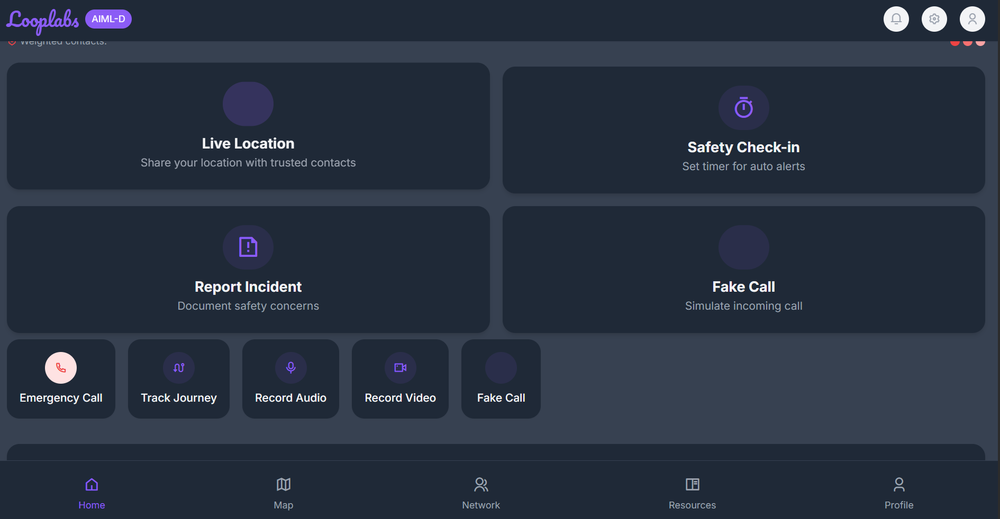 Looplabs
AIML-D
Weighted contacts:
Live Location
Share your location with trusted contacts
Safety Check-in
Set timer for auto alerts
Report Incident
Document safety concerns
Fake Call
Simulate incoming call
Emergency Call
Track Journey
Record Audio
Record Video
Fake Call
Home
Map
Network
Resources
Profile